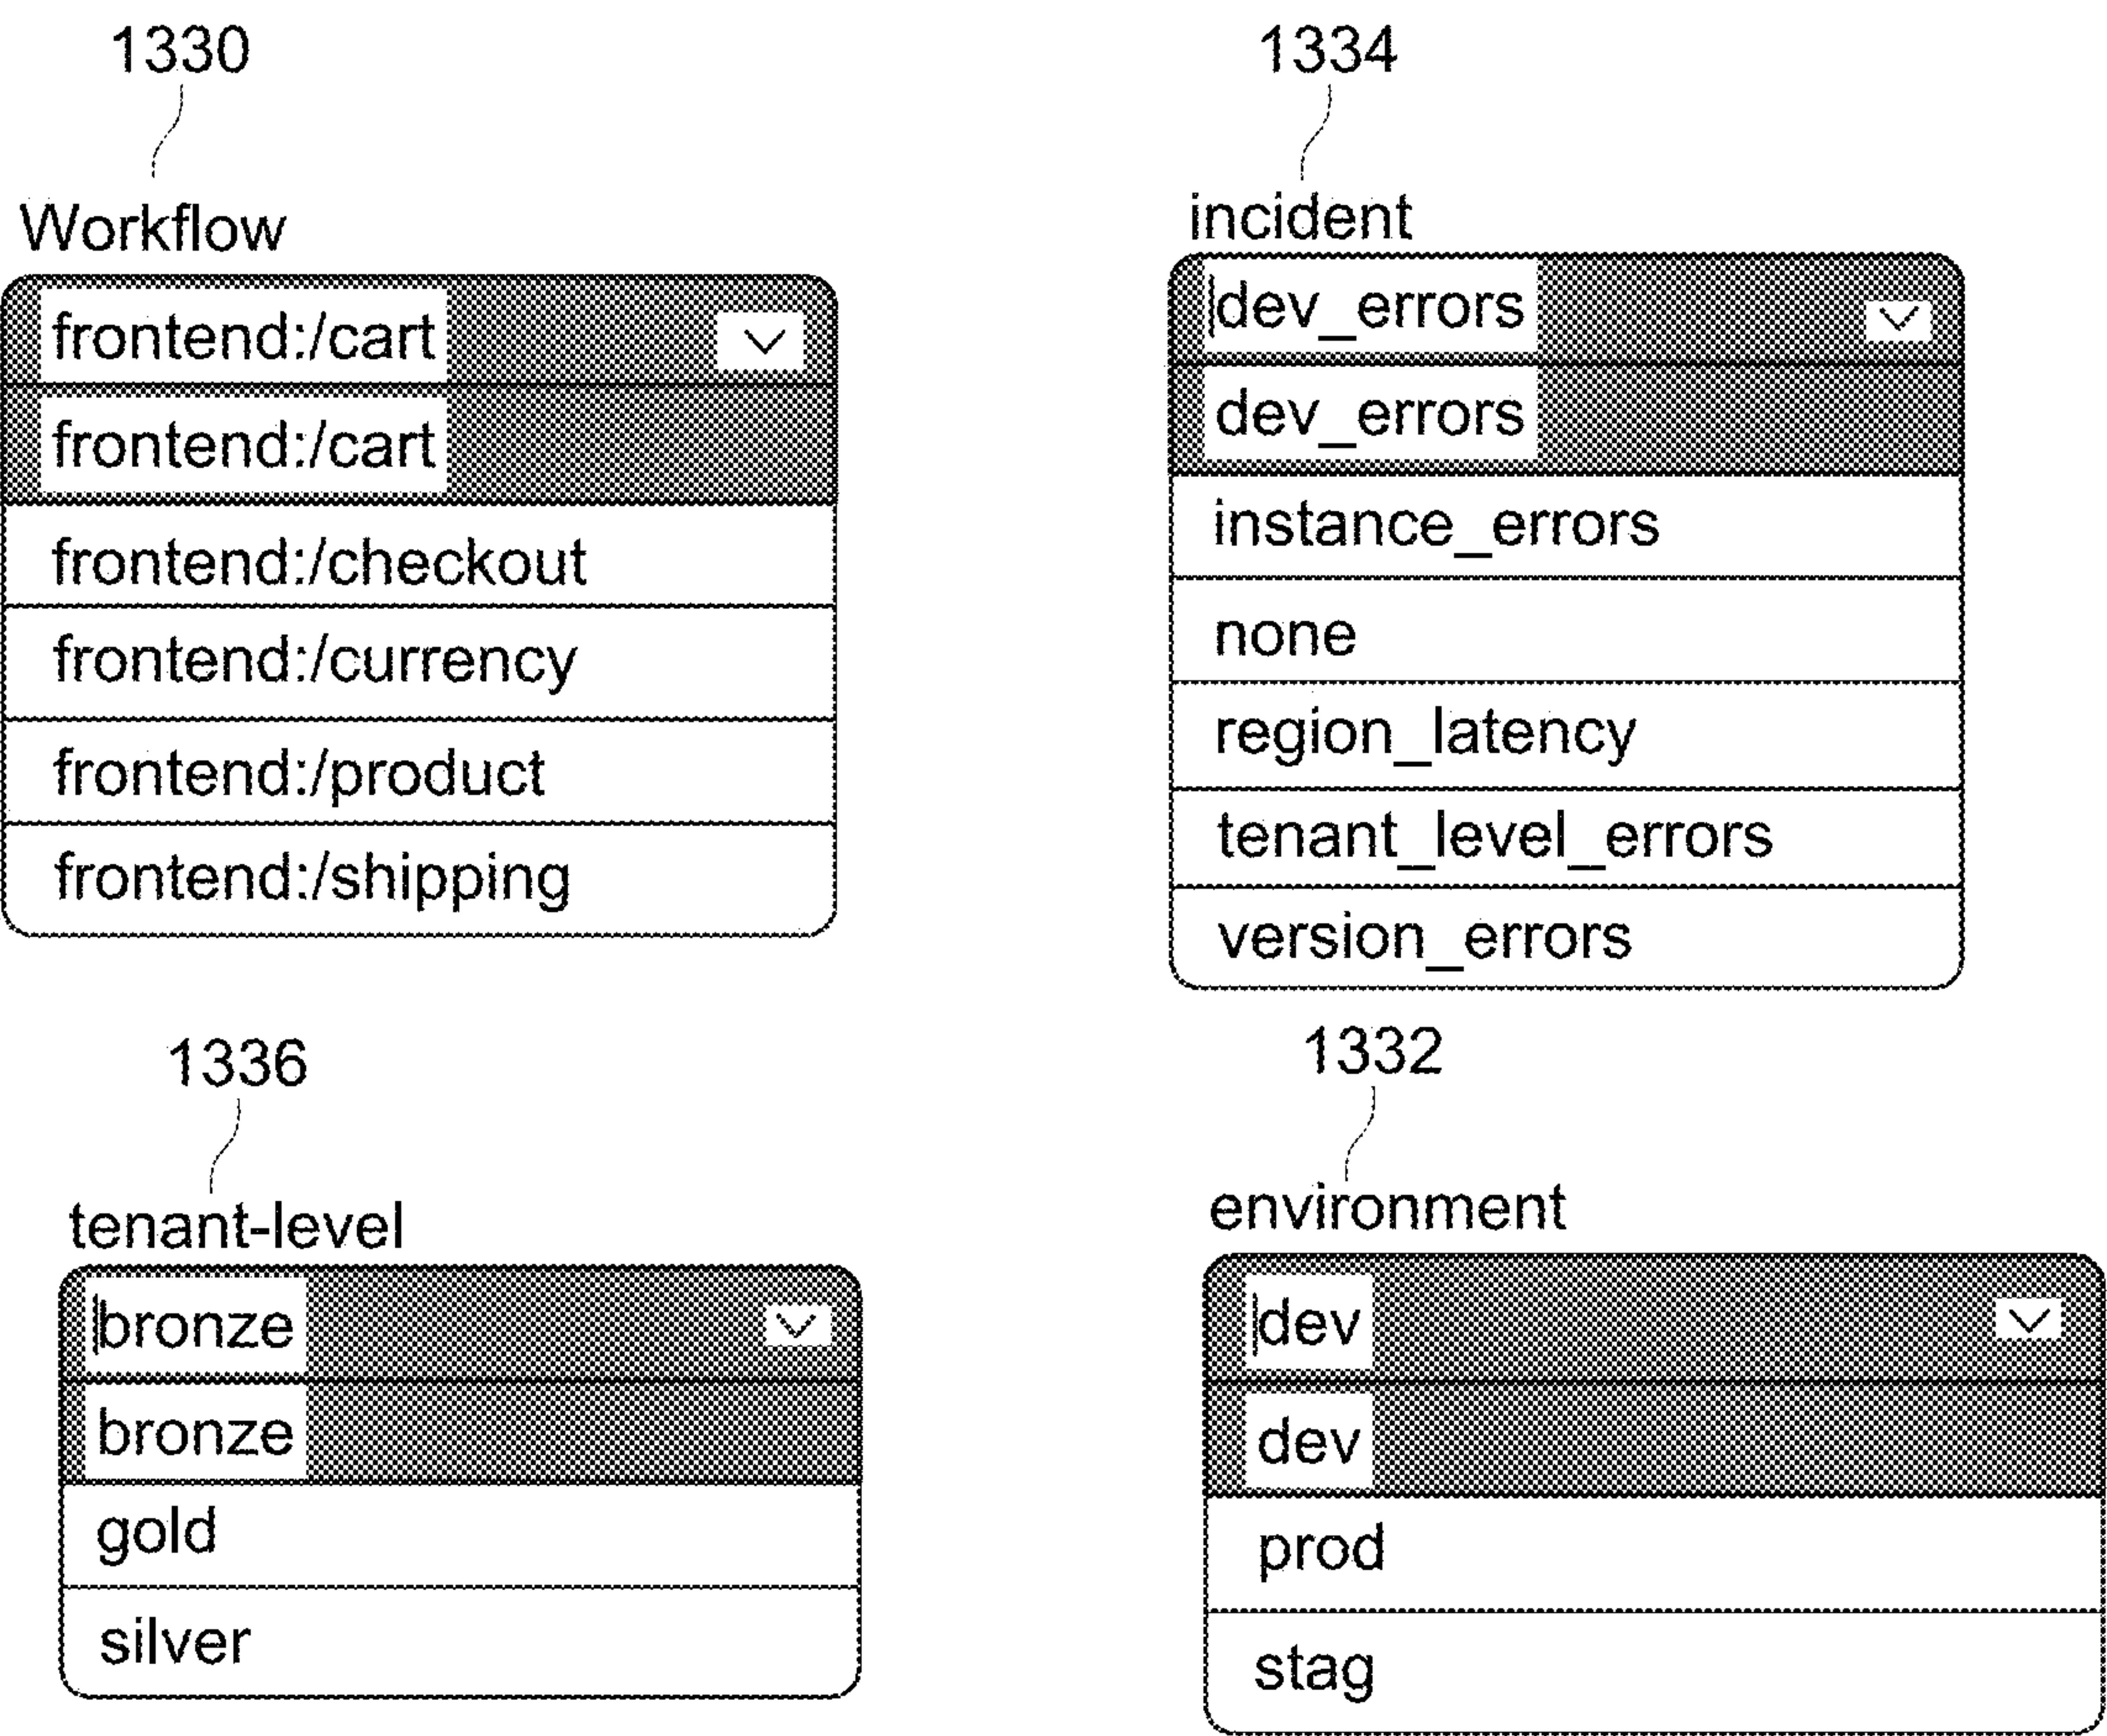 1330
Workflow
frontend:/cart
frontend:/cart
frontend:/checkout
frontend:/currency
frontend:/product
frontend:/shipping
1334
incident
dev_errors
dev_errors
instance_errors
none
region_latency
tenant_level_errors
version_errors
1336
tenant-level
bronze
bronze
gold
silver
1332
environment
dev
dev
prod
stag